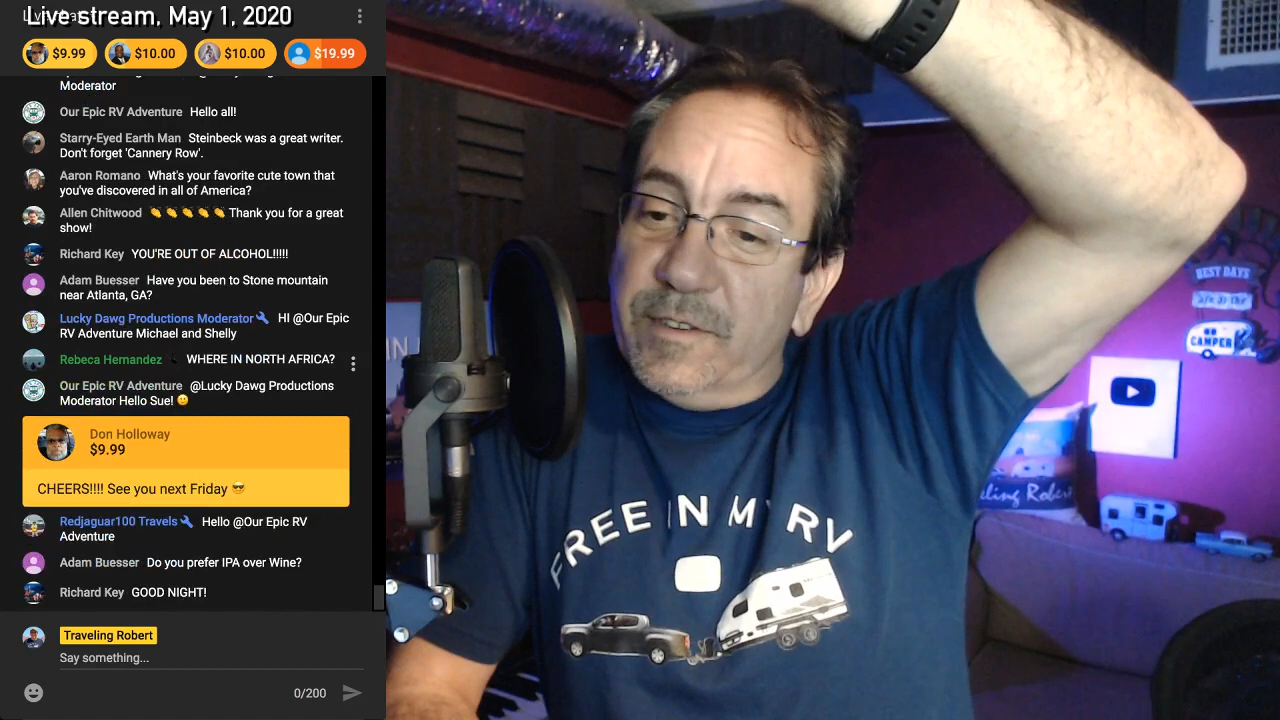 Live stream, May 1, 2020
$9.99
$10.00
$10.00
$19.99
Moderator
Our Epic RV Adventure Hello all!
Starry-Eyed Earth Man Steinbeck was a great writer.
Don't forget 'Cannery Row'.
Aaron Romano What's your favorite cute town that
you've discovered in all of America?
Allen Chitwood 👏👏👏👏👏 Thank you for a great
show!
Richard Key YOU'RE OUT OF ALCOHOL!!!!!
Adam Buesser Have you been to Stone mountain
near Atlanta, GA?
Lucky Dawg Productions Moderator HI @Our Epic
RV Adventure Michael and Shelly
Rebeca Hernandez WHERE IN NORTH AFRICA?
Our Epic RV Adventure @Lucky Dawg Productions
Moderator Hello Sue! 🙂
Don Holloway
$9.99
CHEERS!!!! See you next Friday 😎
Redjaguar100 Travels Hello @Our Epic RV
Adventure
Adam Buesser Do you prefer IPA over Wine?
Richard Key GOOD NIGHT!
Traveling Robert
Say something...
0/200
FREE IN M RV
BEST DAYS
CAMPER
eling Robert